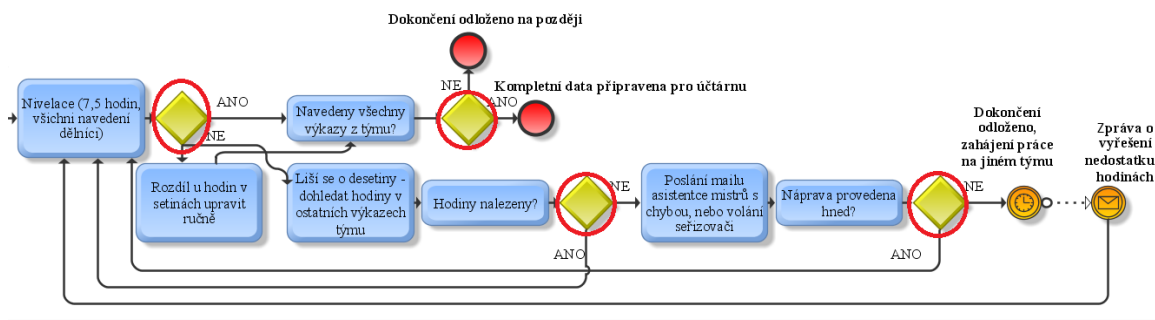 Dokončení odloženo na později
NE
Kompletní data připravena pro účtárnu
ANO
Nivelace (7,5 hodin,
všichni navedení
dělníci)
ANO
NE
Navedeny všechny
výkazy z týmu?
Rozdíl u hodin v
setinách upravit
ručně
Liší se o desetiny -
dohledat hodiny v
ostatních výkazech
týmu
Hodiny nalezeny?
NE
ANO
Poslání mailu
asistence mistrů s
chybou, nebo volání
seřizovači
Náprava provedena
hned?
NE
ANO
Dokončení
odloženo,
zahájení práce
na jiném týmu
Zpráva o
vyřešení
nedostatku
hodinách